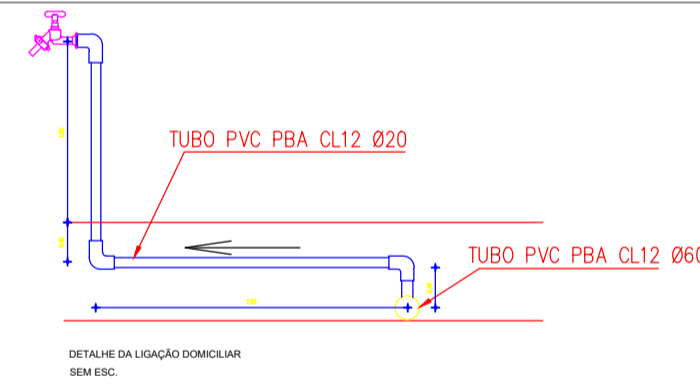 TUBO PVC PBA CL12 Ø20
TUBO PVC PBA CL12 Ø60
DETALHE DA LIGAÇÃO DOMICILIAR
SEM ESC.